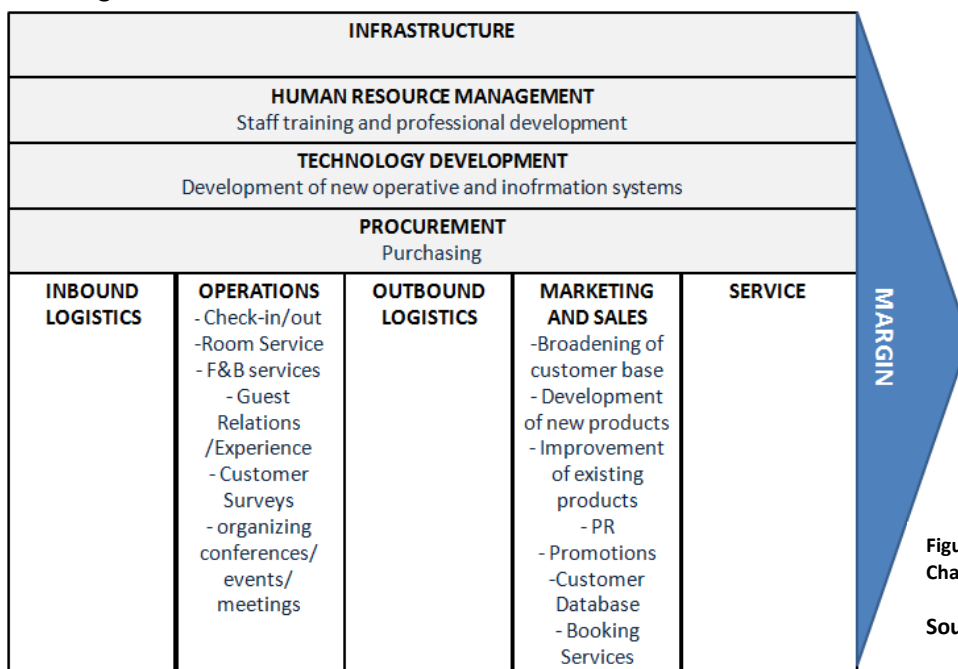 INFRASTRUCTURE
HUMAN RESOURCE MANAGEMENT
Staff training and professional development
TECHNOLOGY DEVELOPMENT
Development of new operative and inofrmation systems
PROCUREMENT
Purchasing
INBOUND
LOGISTICS
OPERATIONS
- Check-in/out
-Room Service
- F&B services
- Guest
Relations
/Experience
- Customer
Surveys
- organizing
conferences/
events/
meetings
OUTBOUND
LOGISTICS
MARKETING
AND SALES
-Broadening of
customer base
- Development
of new products
- Improvement
of existing
products
- PR
- Promotions
-Customer
Database
- Booking
Services
SERVICE
MARGIN